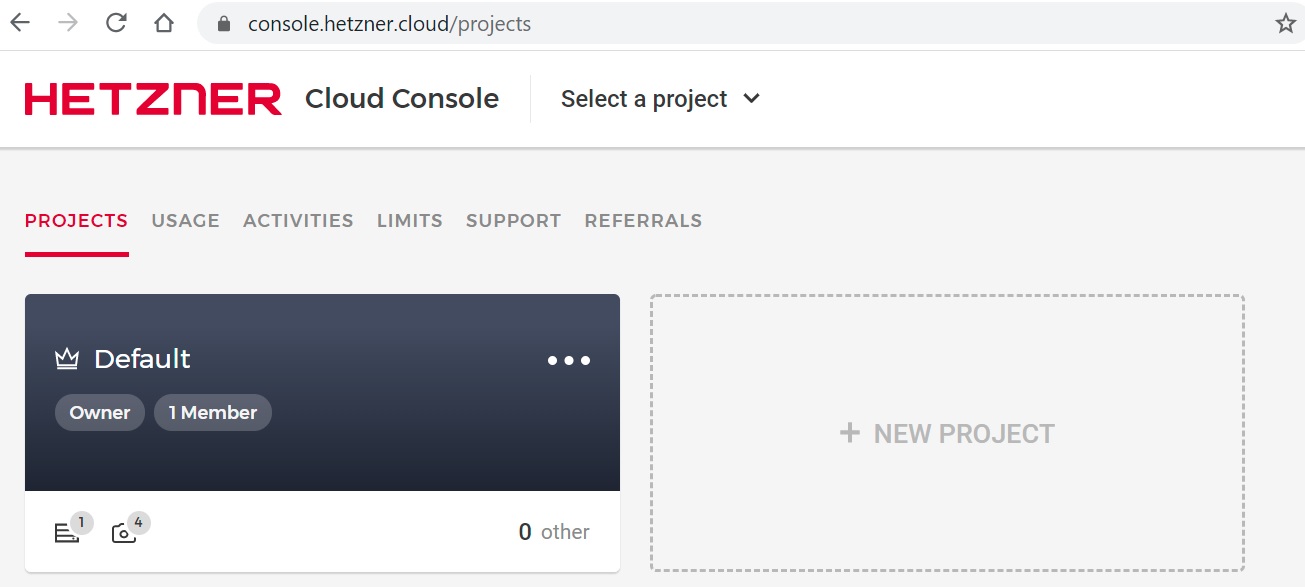 console.hetzner.cloud/projects
HETZNER Cloud Console Select a project
PROJECTS USAGE ACTIVITIES LIMITS SUPPORT REFERRALS
Default
Owner 1 Member
1 4 0 other
+ NEW PROJECT